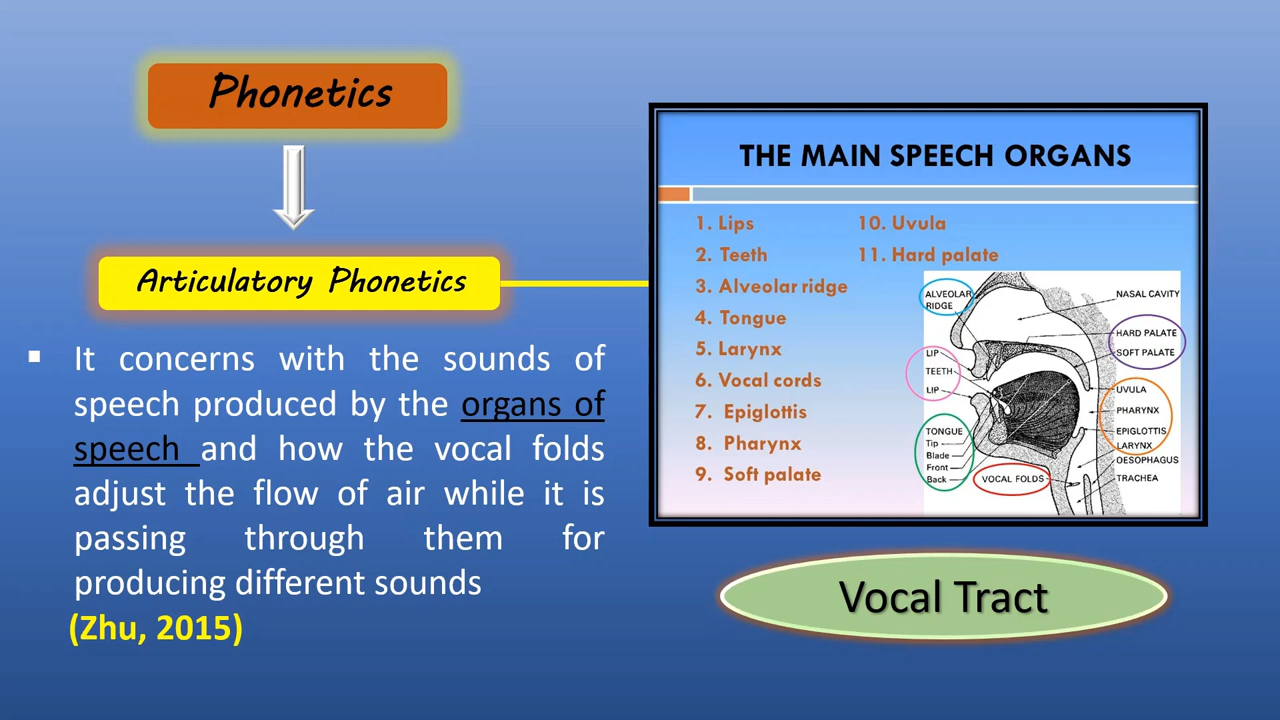 Phonetics
Articulatory Phonetics
▪ It concerns with the sounds of
speech produced by the organs of
speech and how the vocal folds
adjust the flow of air while it is
passing through them for
producing different sounds
(Zhu, 2015)
THE MAIN SPEECH ORGANS
1. Lips
2. Teeth
3. Alveolar ridge
4. Tongue
5. Larynx
6. Vocal cords
7. Epiglottis
8. Pharynx
9. Soft palate
10. Uvula
11. Hard palate
ALVEOLAR
RIDGE
LIP
TEETH
LIP
TONGUE
Tip
Blade
Front
Back
VOCAL FOLDS
NASAL CAVITY
HARD PALATE
SOFT PALATE
UVULA
PHARYNX
EPIGLOTTIS
LARYNX
OESOPHAGUS
TRACHEA
Vocal Tract